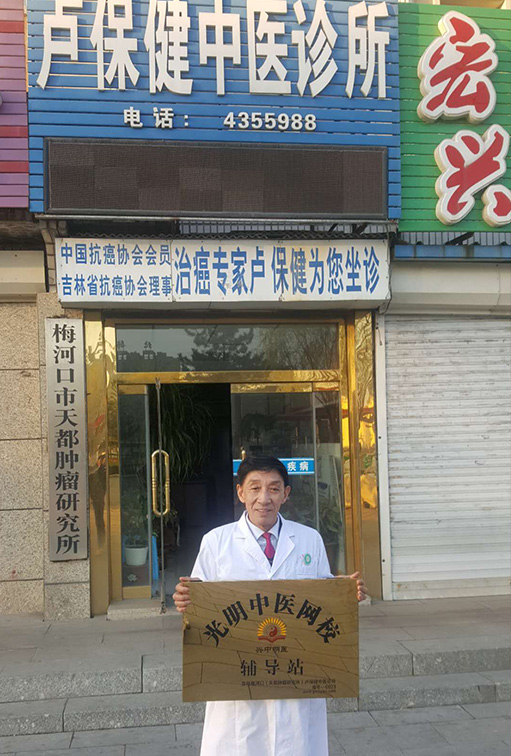 卢保健中医诊所
电话： 4355988
宏兴
中国抗癌协会会员
吉林省抗癌协会理事
治癌专家卢保健为您坐诊
梅河口市天都肿瘤研究所
疾病
光明中医网校
辅导站